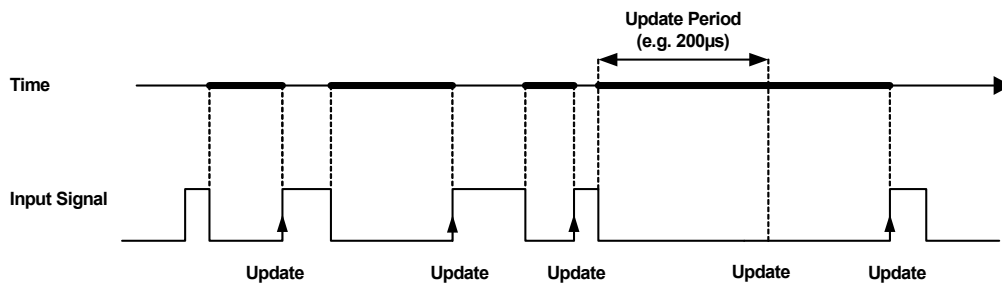 Update Period
(e.g. 200µs)
Time
Input Signal
Update
Update
Update
Update
Update